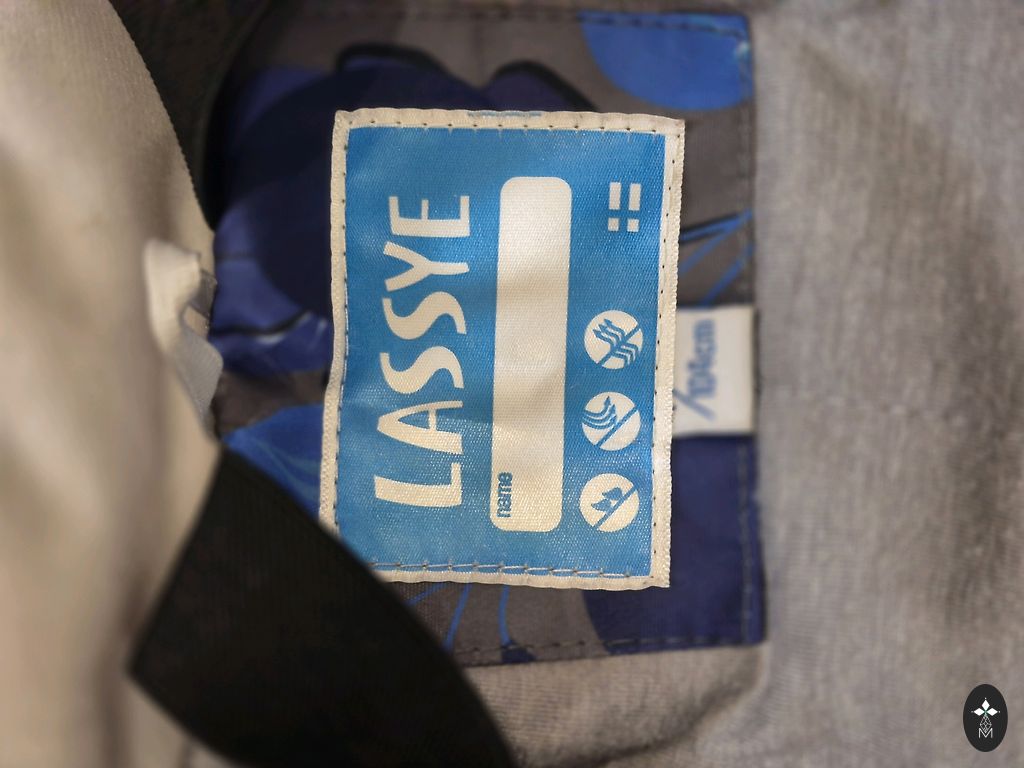 LASSYE
name
/104cm
M